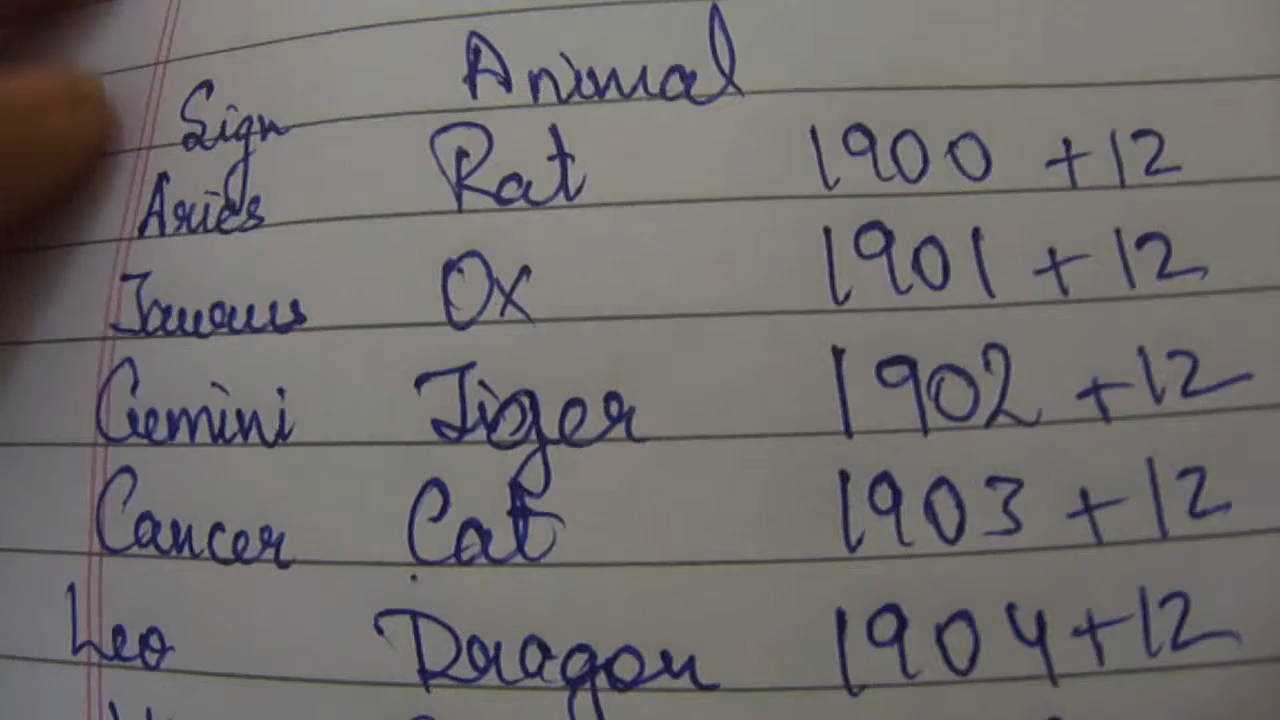 Sign Animal
Aries Rat 1900 +12
Taurus Ox 1901 +12
Gemini Tiger 1902 +12
Cancer Cat 1903 +12
Leo Dragon 1904 +12